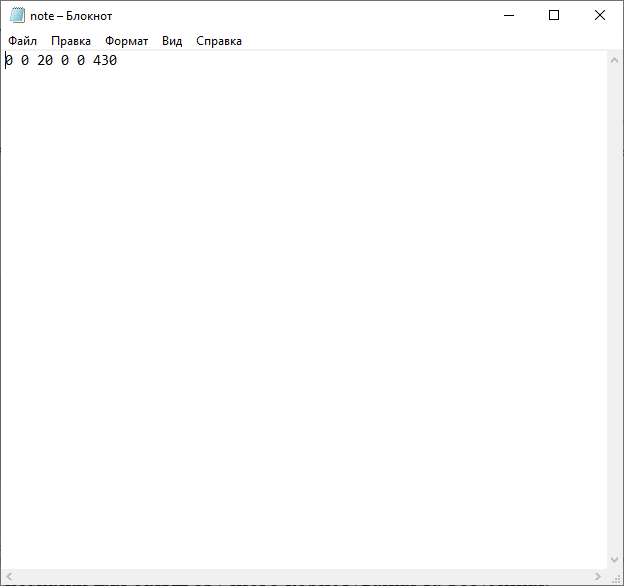 note – Блокнот
Файл Правка Формат Вид Справка
0 0 20 0 0 430